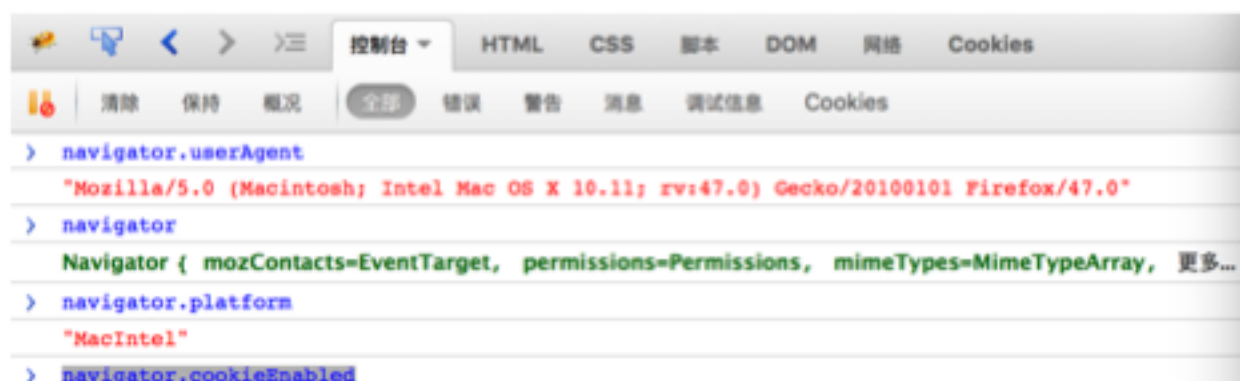 控制台 HTML CSS 脚本 DOM 网络 Cookies
清除 保持 概况 全部 错误 警告 消息 调试信息 Cookies
navigator.userAgent
"Mozilla/5.0 (Macintosh; Intel Mac OS X 10.11; rv:47.0) Gecko/20100101 Firefox/47.0"
navigator
Navigator { mozContacts=EventTarget, permissions=Permissions, mimeTypes=MimeTypeArray, 更多...
navigator.platform
"MacIntel"
navigator.cookieEnabled